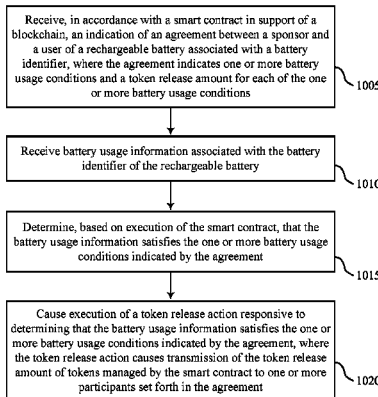 Receive, in accordance with a smart contract in support of a
blockchain, an indication of an agreement between a sponsor and
a user of a rechargeable battery associated with a battery
identifier, where the agreement indicates one or more battery
usage conditions and a token release amount for each of the one
or more battery usage conditions
1005
Receive battery usage information associated with the battery
identifier of the rechargeable battery
1010
Determine, based on execution of the smart contract, that the
battery usage information satisfies the one or more battery usage
conditions indicated by the agreement
1015
Cause execution of a token release action responsive to
determining that the battery usage information satisfies the one or
more battery usage conditions indicated by the agreement, where
the token release action causes transmission of the token release
amount of tokens managed by the smart contract to one or more
participants set forth in the agreement
1020